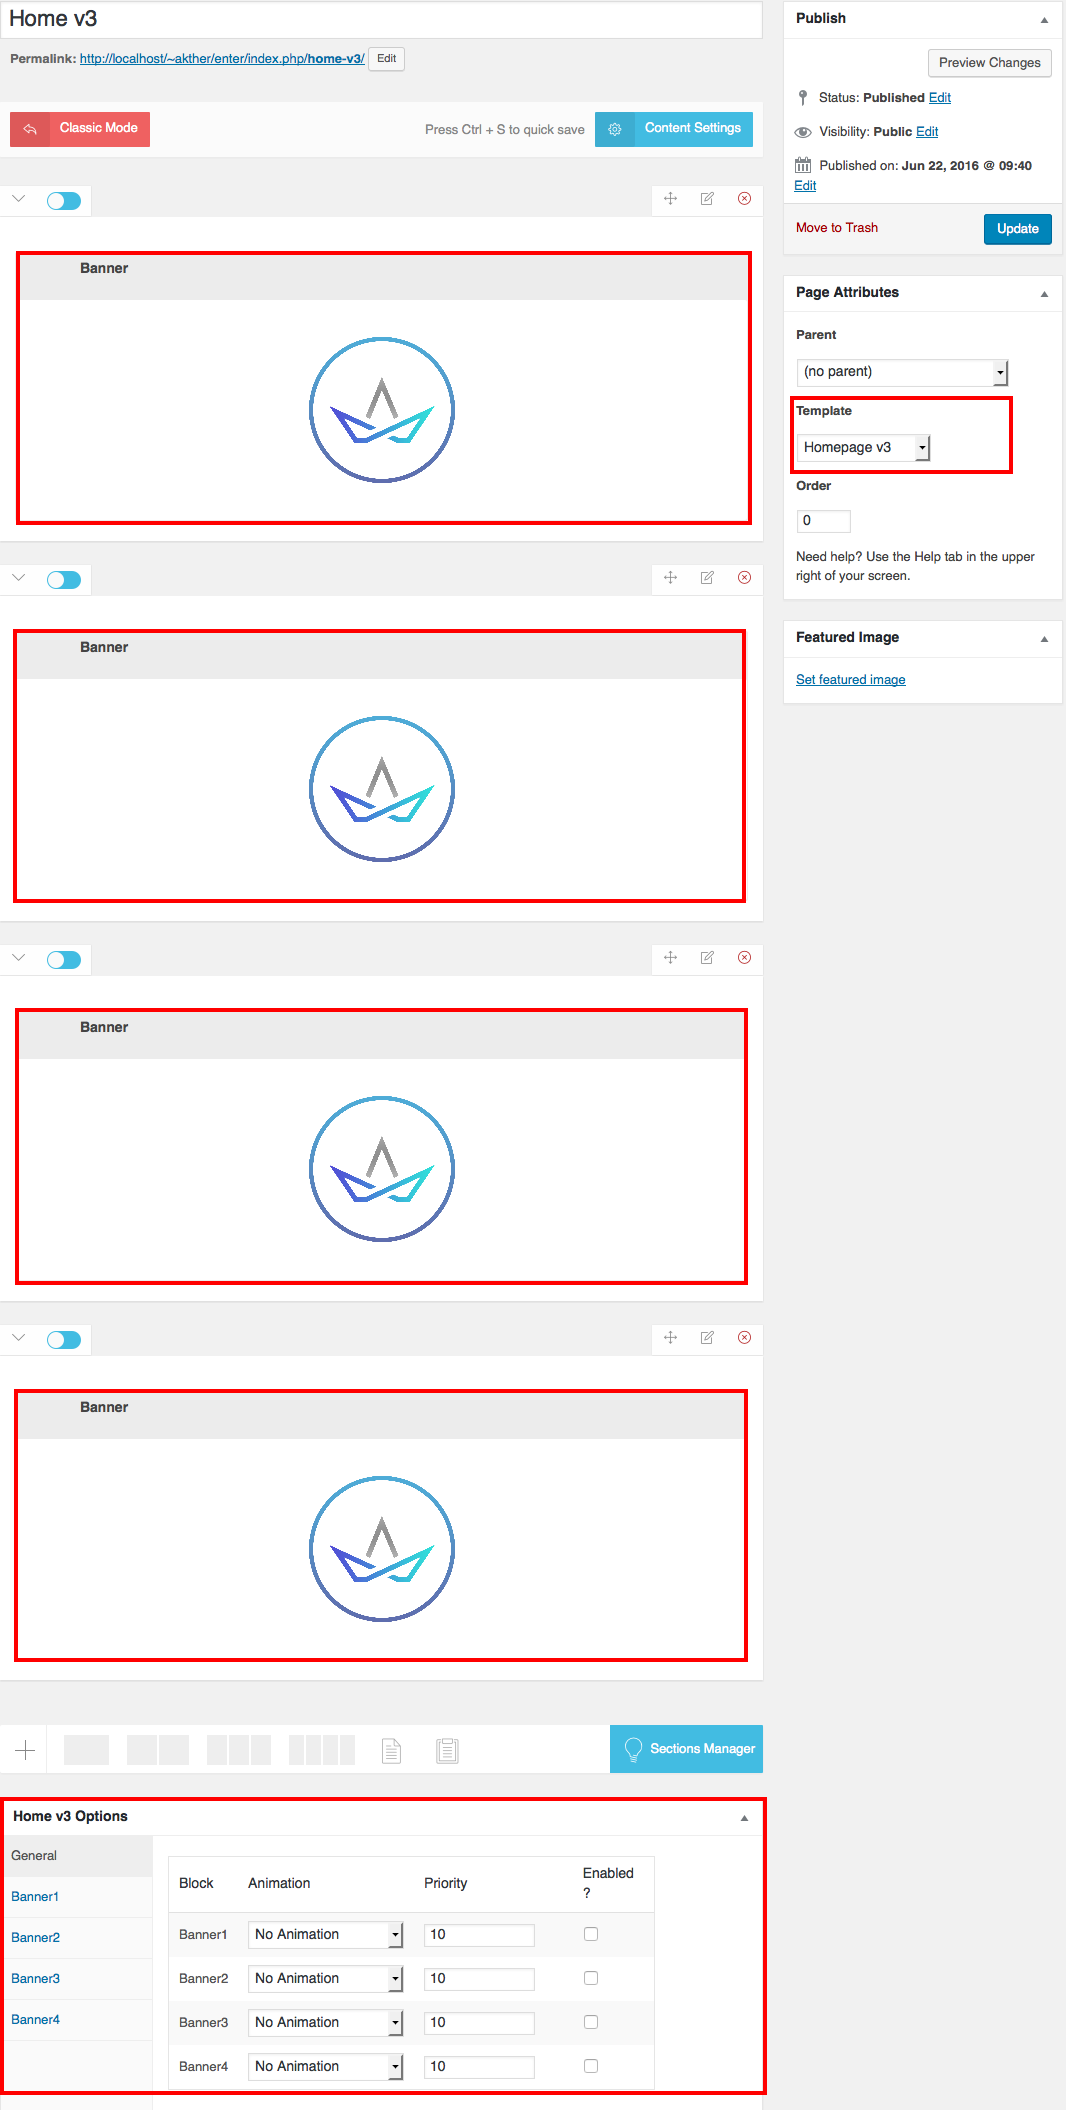 Home v3
Permalink: http://localhost/~akther/enter/index.php/home-v3/ Edit
Classic Mode
Press Ctrl + S to quick save
Content Settings
Banner
Banner
Banner
Banner
Sections Manager
Home v3 Options
General
Banner1
Banner2
Banner3
Banner4
Block Animation Priority Enabled
?
Banner1 No Animation 10
Banner2 No Animation 10
Banner3 No Animation 10
Banner4 No Animation 10
Publish
Preview Changes
Status: Published Edit
Visibility: Public Edit
Published on: Jun 22, 2016 @ 09:40
Edit
Move to Trash
Update
Page Attributes
Parent
(no parent)
Template
Homepage v3
Order
0
Need help? Use the Help tab in the upper
right of your screen.
Featured Image
Set featured image